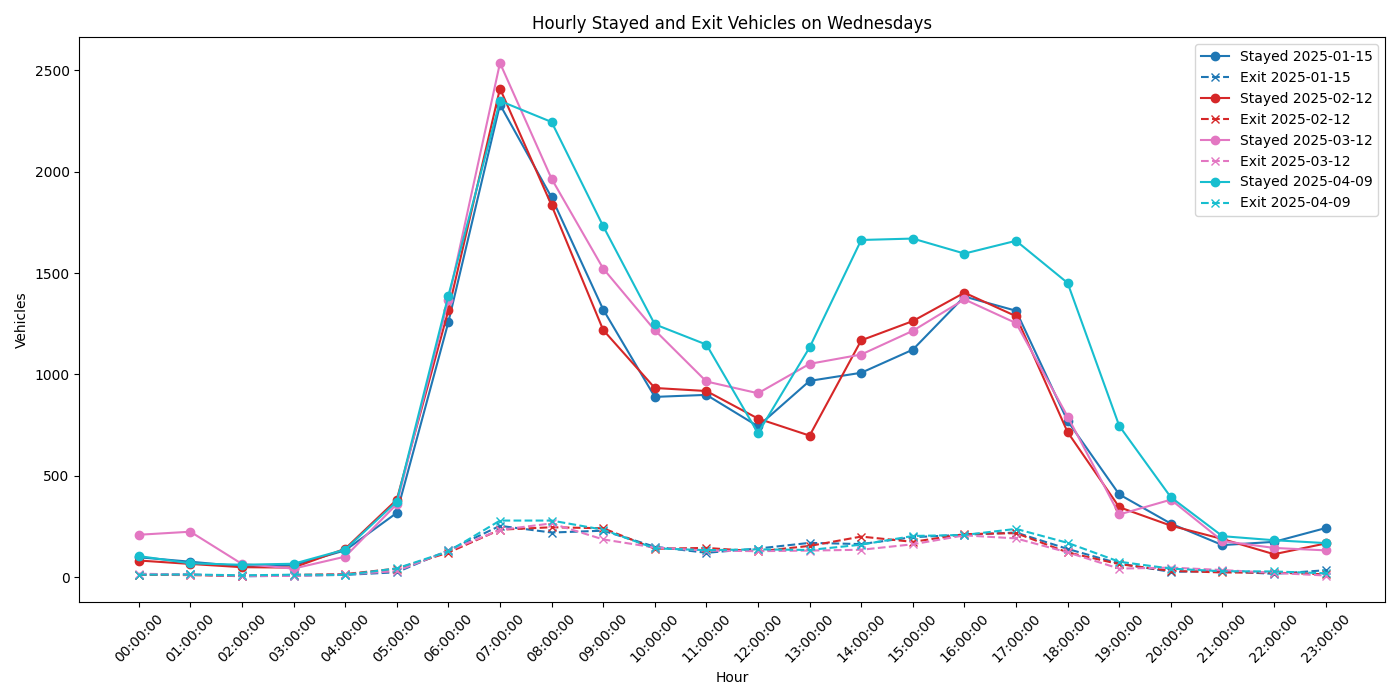 Hourly Stayed and Exit Vehicles on Wednesdays
Stayed 2025-01-15
Exit 2025-01-15
Stayed 2025-02-12
Exit 2025-02-12
Stayed 2025-03-12
Exit 2025-03-12
Stayed 2025-04-09
Exit 2025-04-09
Vehicles
2500
2000
1500
1000
500
0
00:00:00
01:00:00
02:00:00
03:00:00
04:00:00
05:00:00
06:00:00
07:00:00
08:00:00
09:00:00
10:00:00
11:00:00
12:00:00
13:00:00
14:00:00
15:00:00
16:00:00
17:00:00
18:00:00
19:00:00
20:00:00
21:00:00
22:00:00
23:00:00
Hour